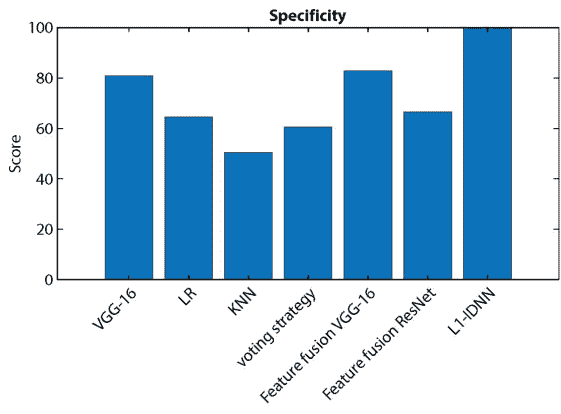 Specificity
100
80
60
40
20
0
Score
VGG-16
LR
KNN
voting strategy
Feature fusion VGG-16
Feature fusion ResNet
L1-IDNN